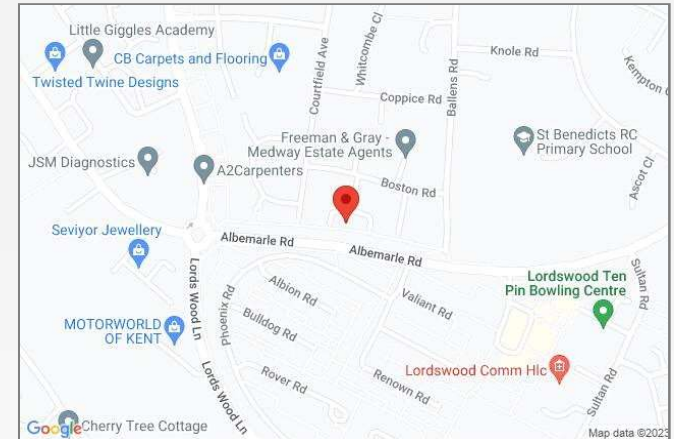 Little Giggles Academy
CB Carpets and Flooring
Twisted Twine Designs
Courtfield Ave
Whitcombe Cl
Ballens Rd
Knole Rd
Coppice Rd
Freeman & Gray -
Medway Estate Agents
St Benedicts RC
Primary School
JSM Diagnostics
A2Carpenters
Boston Rd
Ascot Cl
Seviyor Jewellery
Albemarle Rd
Albemarle Rd
Lords Wood Ln
Phoenix Rd
Albion Rd
Valiant Rd
Lordswood Ten
Pin Bowling Centre
Sultan Rd
MOTORWORLD
OF KENT
Bulldog Rd
Lordswood Comm Hlc
Rover Rd
Renown Rd
Lords Wood Ln
Sultan Rd
Cherry Tree Cottage
Google
Map data ©2023